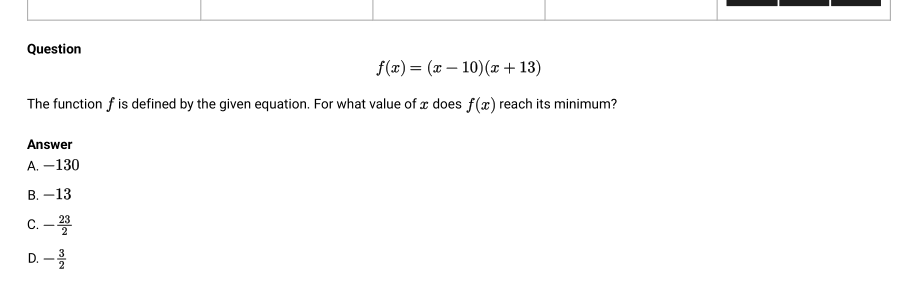 Question
f(x) = (x − 10)(x + 13)
The function f is defined by the given equation. For what value of x does f(x) reach its minimum?
Answer
A. −130
B. −13
C. −23/2
D. −3/2